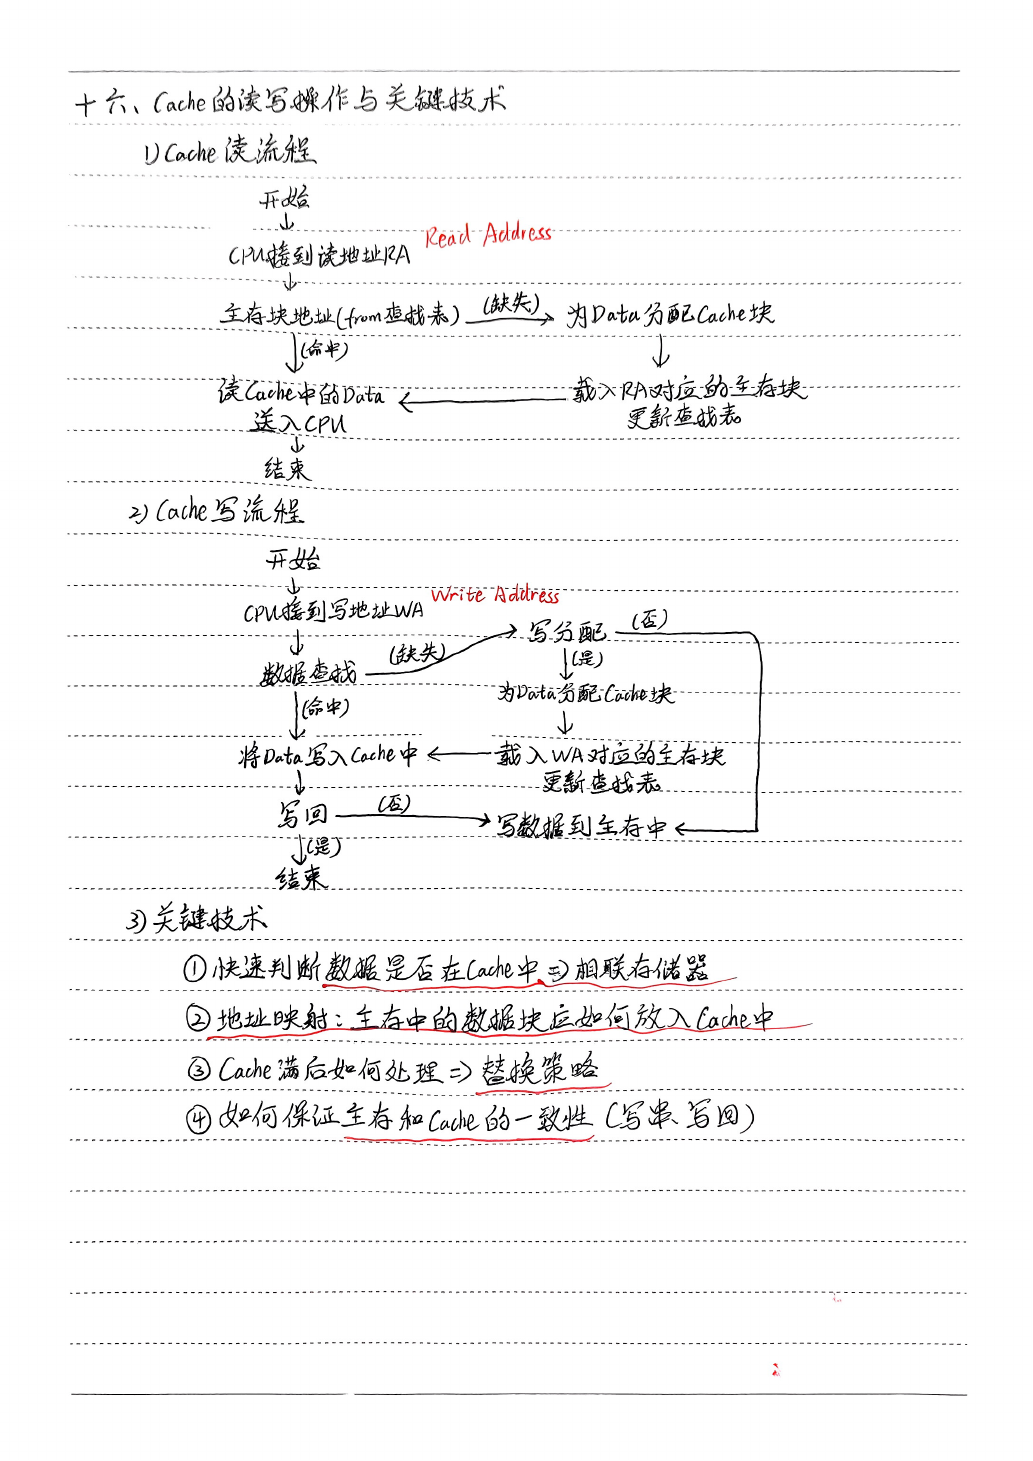 十六、Cache的读写操作与关键技术
1) Cache读流程
开始
↓
CPU接到读地址RA Read Address
↓
主存块地址(from查找表) (缺失)→ 为Data分配Cache块
↓(命中) ↓
读Cache中的Data ← 载入RA对应的主存块
送入CPU 更新查找表
↓
结束
2) Cache写流程
开始
↓
CPU接到写地址WA Write Address
↓
数据查找 (缺失)→ 写分配 (否)
↓(命中) ↓(是)
为Data分配Cache块
↓
将Data写入Cache中 ← 载入WA对应的主存块
↓ 更新查找表
写回 (否)→ 写数据到主存中 ←
↓(是)
结束
3) 关键技术
①快速判断数据是否在Cache中⇒相联存储器
②地址映射:主存中的数据块应如何放入Cache中
③Cache满后如何处理⇒替换策略
④如何保证主存和Cache的一致性(写串、写回)